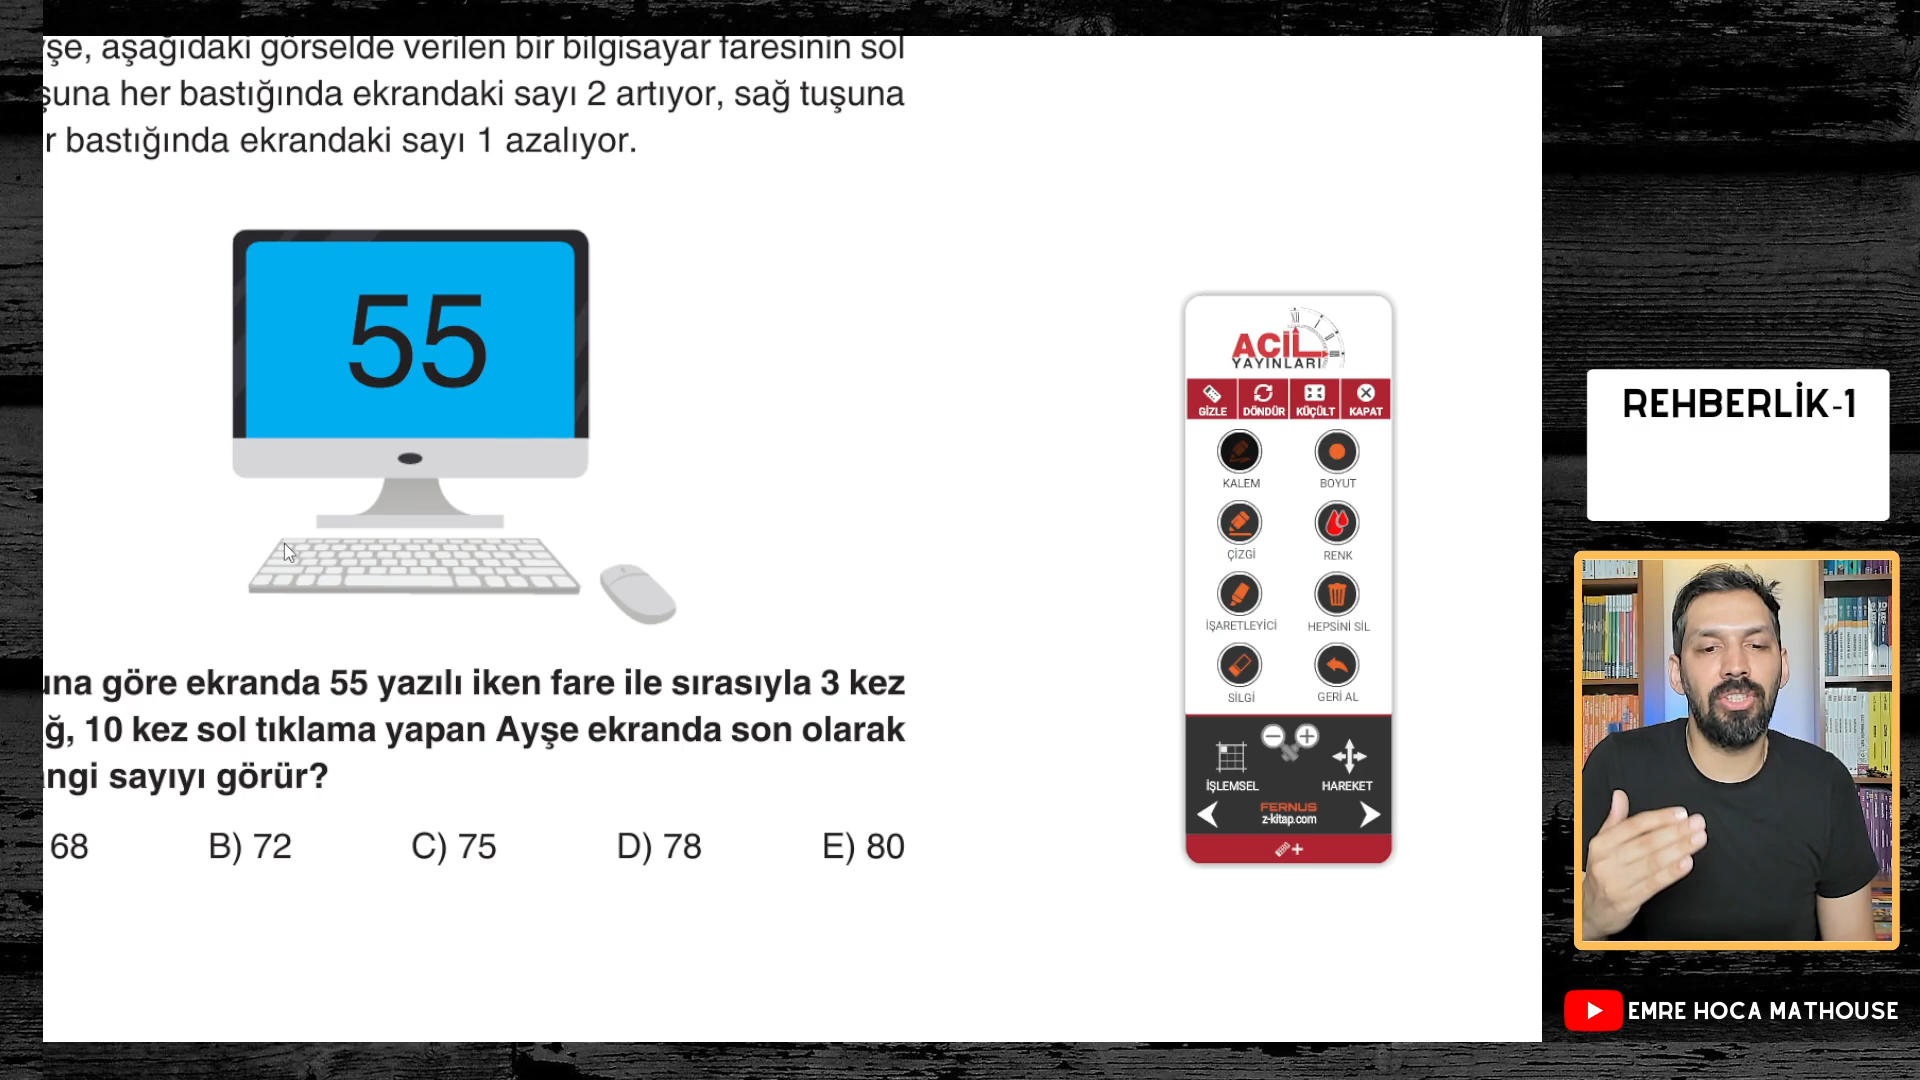 şe, aşağıdaki görselde verilen bir bilgisayar faresinin sol
şuna her bastığında ekrandaki sayı 2 artıyor, sağ tuşuna
r bastığında ekrandaki sayı 1 azalıyor.
55
una göre ekranda 55 yazılı iken fare ile sırasıyla 3 kez
ğ, 10 kez sol tıklama yapan Ayşe ekranda son olarak
angi sayıyı görür?
68 B) 72 C) 75 D) 78 E) 80
ACİL
YAYINLARI
GİZLE DÖNDÜR KÜÇÜLT KAPAT
KALEM BOYUT
ÇİZGİ RENK
İŞARETLEYİCİ HEPSİNİ SİL
SİLGİ GERİ AL
İŞLEMSEL HAREKET
FERNUS
z-kitap.com
REHBERLİK-1
EMRE HOCA MATHOUSE